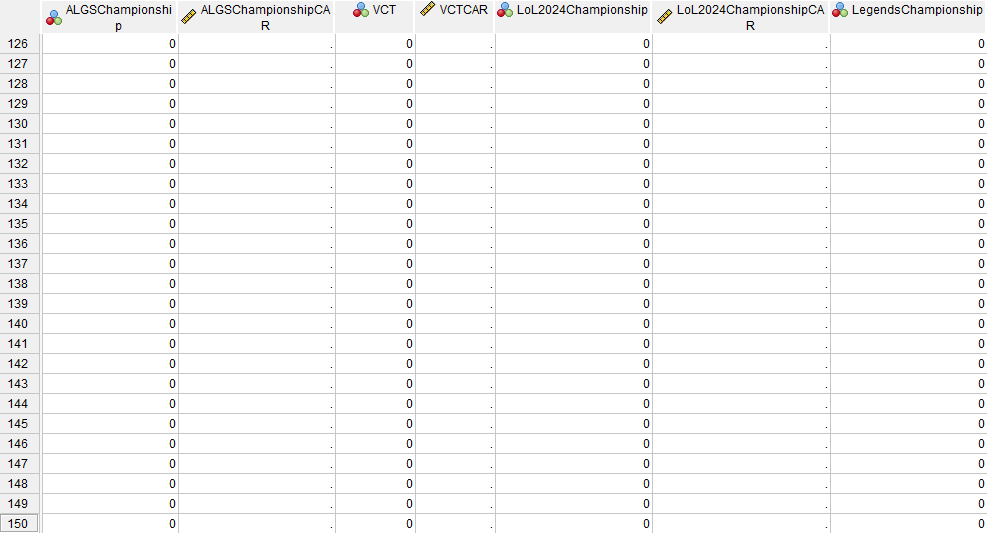 ALGSChampionshi
p
ALGSChampionshipCA
R
VCT
VCTCAR
LoL2024Championship
LoL2024ChampionshipCA
R
LegendsChampionship
126 0 . 0 . 0 . 0
127 0 . 0 . 0 . 0
128 0 . 0 . 0 . 0
129 0 . 0 . 0 . 0
130 0 . 0 . 0 . 0
131 0 . 0 . 0 . 0
132 0 . 0 . 0 . 0
133 0 . 0 . 0 . 0
134 0 . 0 . 0 . 0
135 0 . 0 . 0 . 0
136 0 . 0 . 0 . 0
137 0 . 0 . 0 . 0
138 0 . 0 . 0 . 0
139 0 . 0 . 0 . 0
140 0 . 0 . 0 . 0
141 0 . 0 . 0 . 0
142 0 . 0 . 0 . 0
143 0 . 0 . 0 . 0
144 0 . 0 . 0 . 0
145 0 . 0 . 0 . 0
146 0 . 0 . 0 . 0
147 0 . 0 . 0 . 0
148 0 . 0 . 0 . 0
149 0 . 0 . 0 . 0
150 0 . 0 . 0 . 0